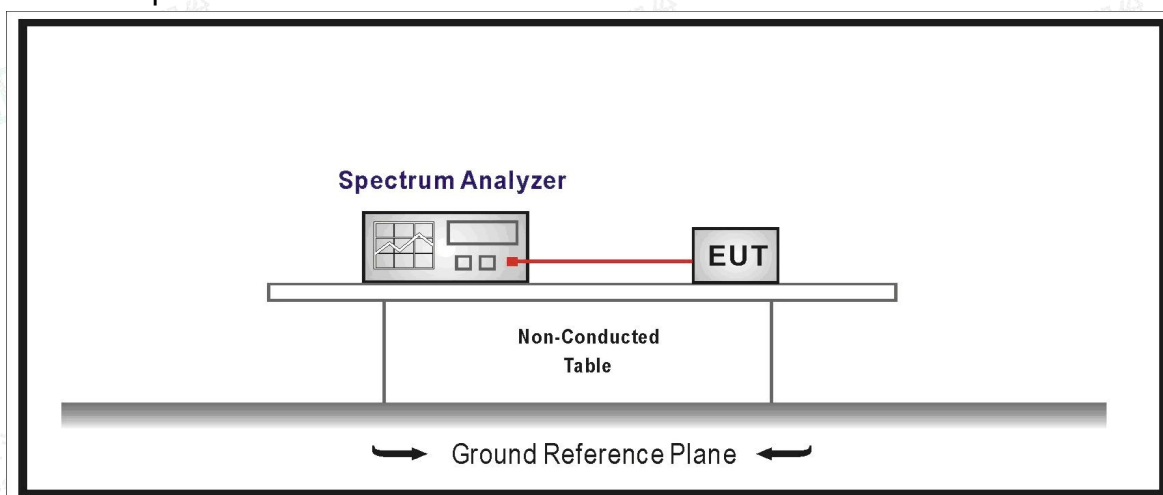 Spectrum Analyzer
EUT
Non-Conducted
Table
Ground Reference Plane